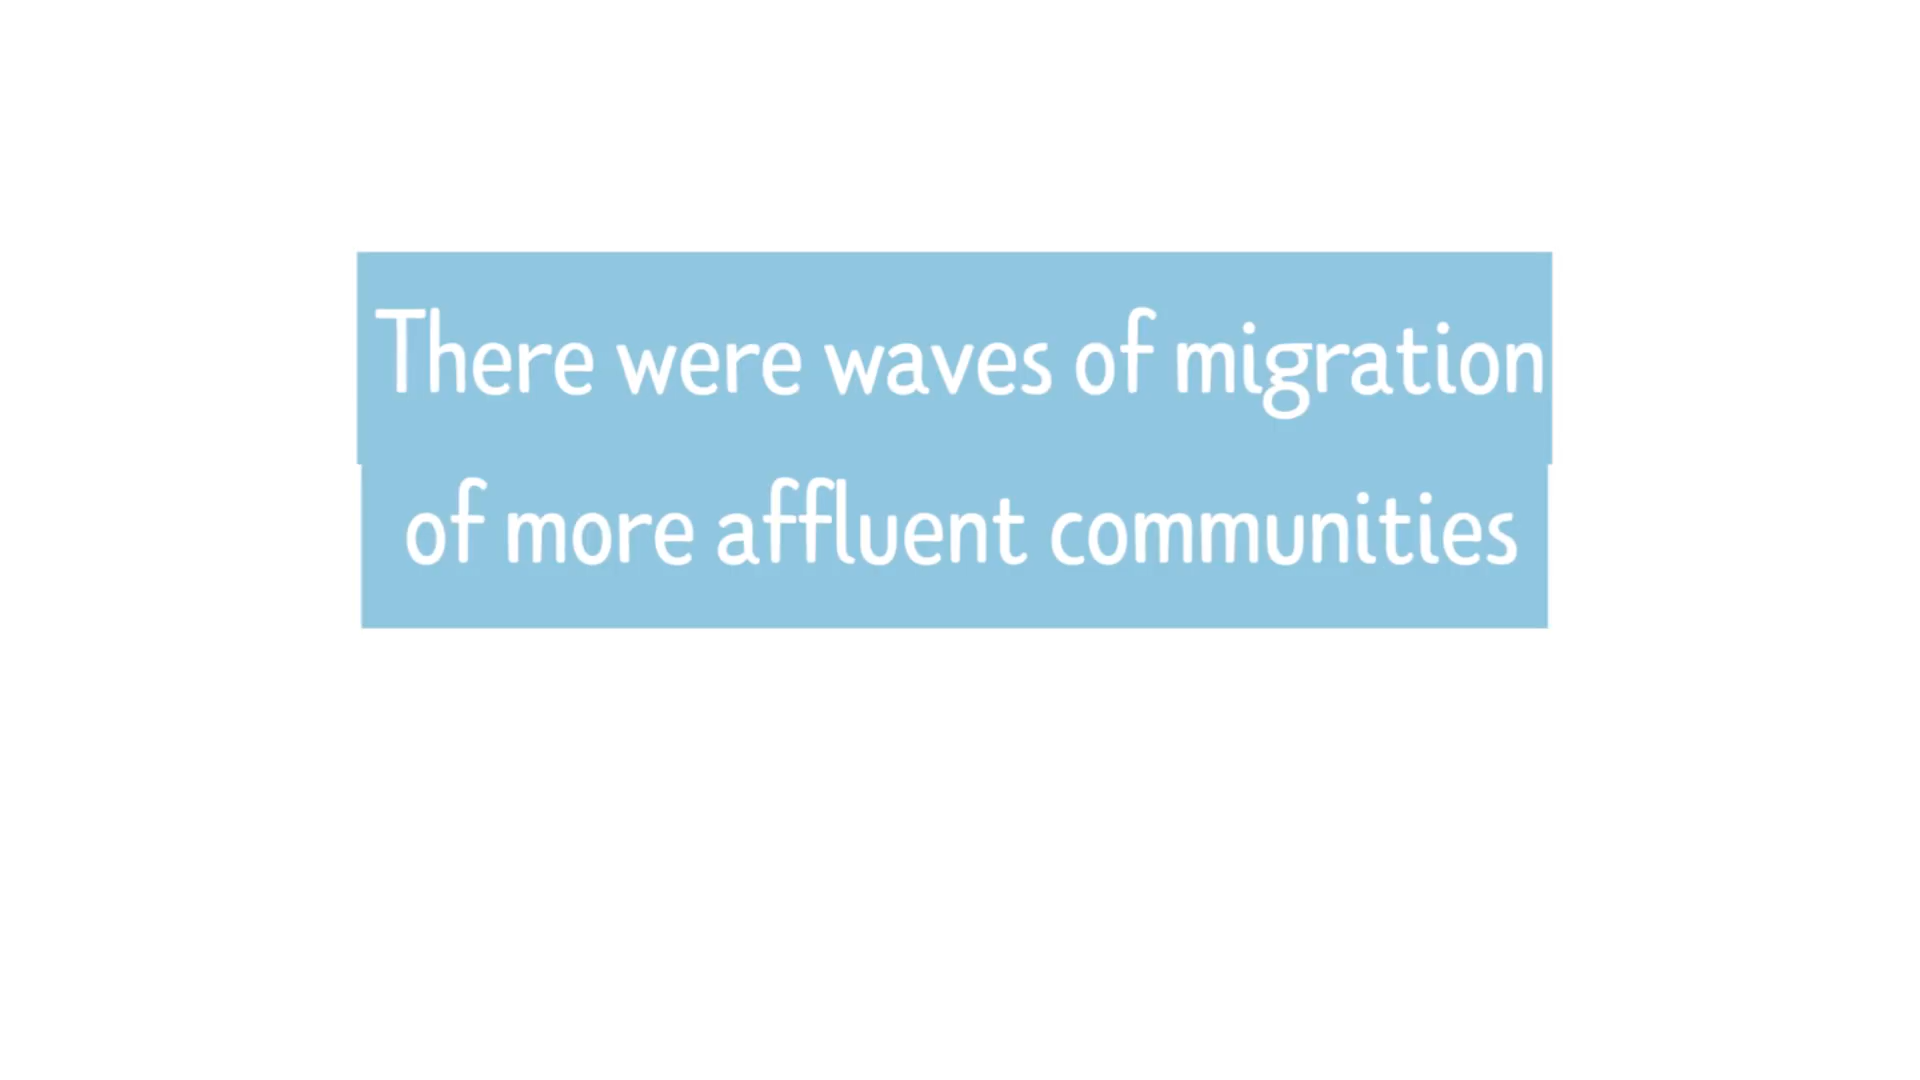 There were waves of migration
of more affluent communities